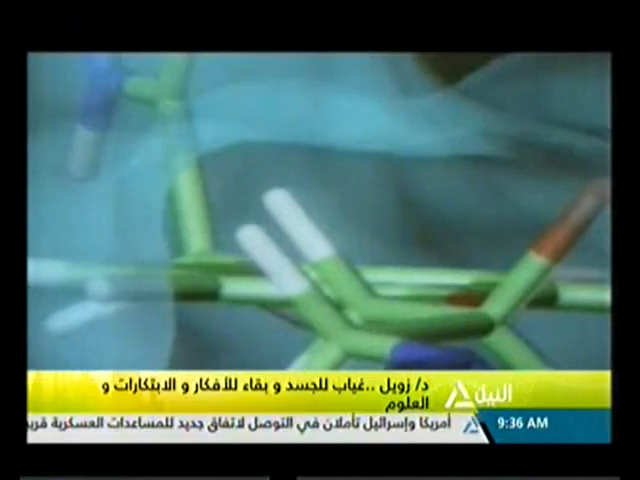 د/ زويل ..غياب للجسد و بقاء للأفكار و الابتكارات و
العلوم
النيل
أمريكا وإسرائيل تأملان في التوصل لاتفاق جديد للمساعدات العسكرية
9:36 AM